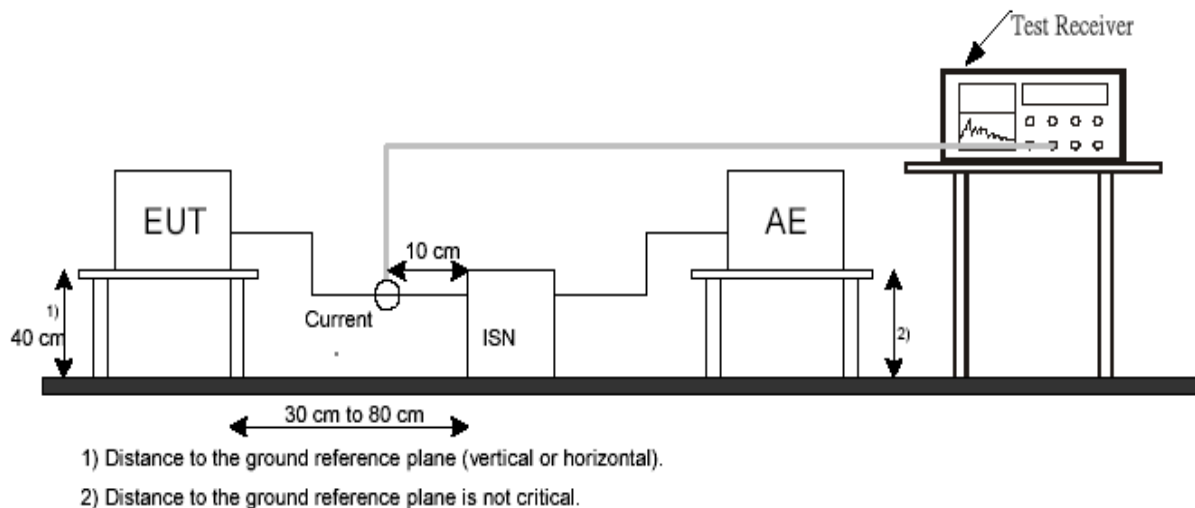 Test Receiver
EUT
AE
10 cm
1)
40 cm
Current
ISN
2)
30 cm to 80 cm
1) Distance to the ground reference plane (vertical or horizontal).
2) Distance to the ground reference plane is not critical.